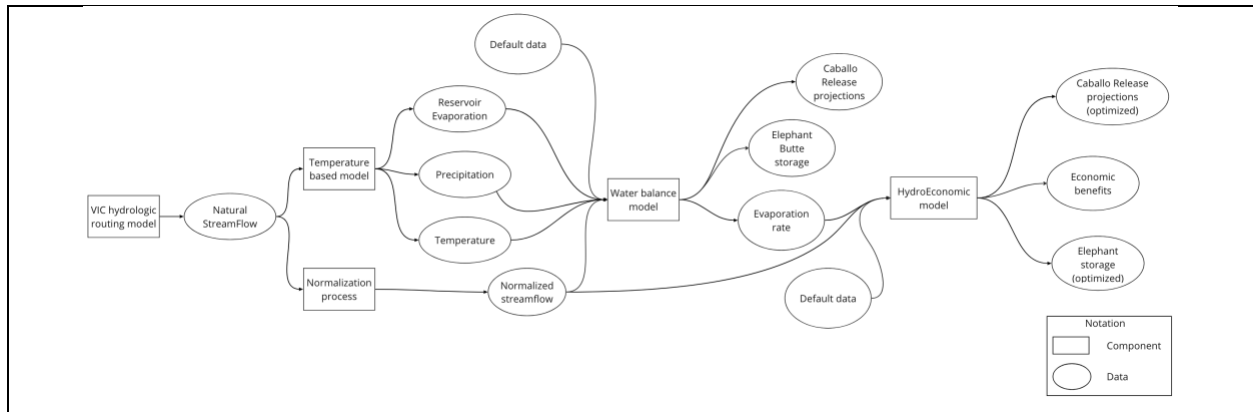 Default data
Caballo
Release
projections
Caballo Release
projections
(optimized)
Reservoir
Evaporation
Elephant
Butte
storage
Temperature
based model
Precipitation
Economic
benefits
Water balance
model
HydroEconomic
model
VIC hydrologic
routing model
Natural
StreamFlow
Evaporation
rate
Temperature
Elephant
storage
(optimized)
Normalization
process
Normalized
streamflow
Default data
Notation
Component
Data